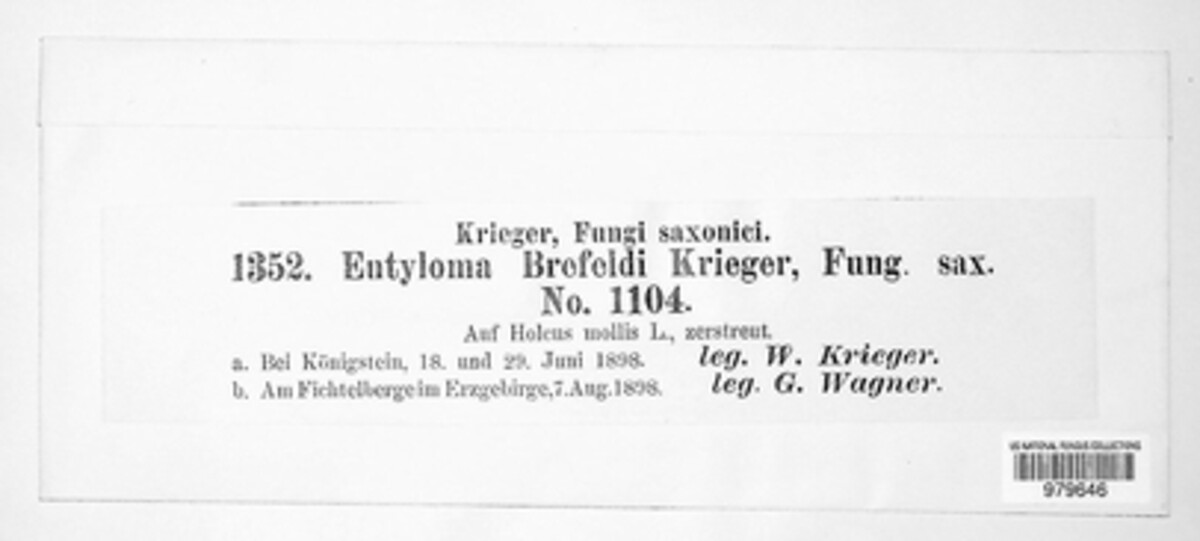 Krieger, Fungi saxonici.
1352. Entyloma Brefeldi Krieger, Fung. sax.
No. 1104.
Auf Holcus mollis L., zerstreut.
a. Bei Königstein, 18. und 29. Juni 1898. leg. W. Krieger.
b. Am Fichtelberge im Erzgebirge, 7. Aug. 1898. leg. G. Wagner.
US NATIONAL FUNGUS COLLECTIONS
979646